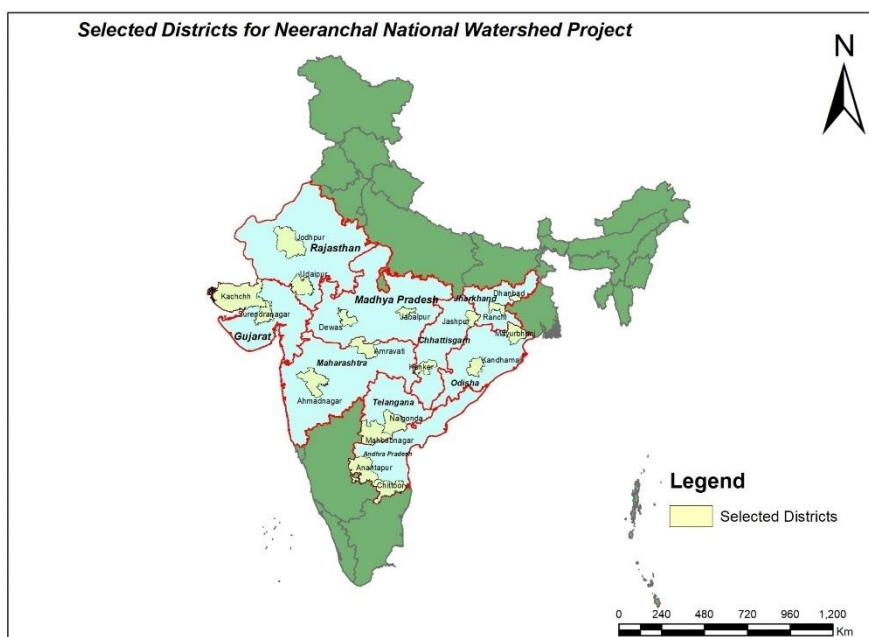 Selected Districts for Neeranchal National Watershed Project
N
Jodhpur
Rajasthan
Udaipur
Kachchh
Surendranagar
Gujarat
Madhya Pradesh
Dewas
Jabalpur
Dhanbad
Jharkhand
Ranchi
Jashpur
Mayurbhanj
Chhattisgarh
Amravati
Maharashtra
Kanker
Kandhamal
Odisha
Ahmadnagar
Telangana
Nalgonda
Mahbubnagar
Andhra Pradesh
Anantapur
Chittoor
Legend
Selected Districts
0 240 480 720 960 1,200
Km